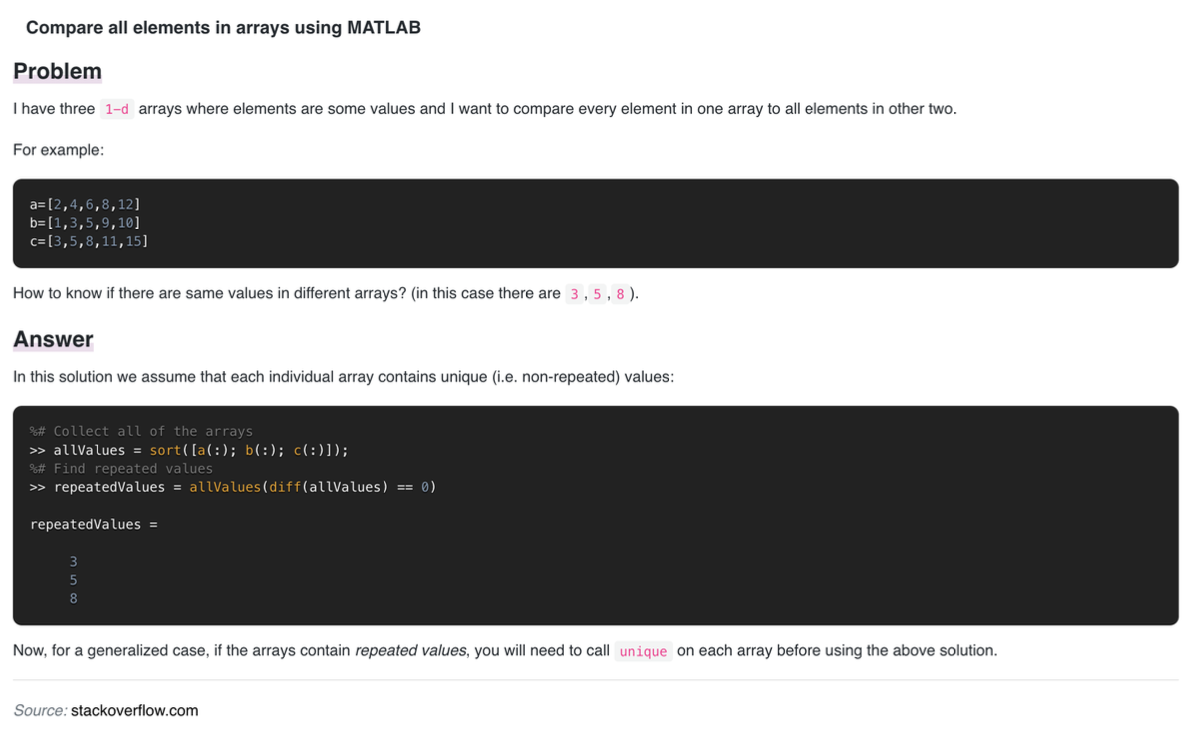 Compare all elements in arrays using MATLAB
Problem
I have three 1-d arrays where elements are some values and I want to compare every element in one array to all elements in other two.
For example:
a=[2,4,6,8,12]
b=[1,3,5,9,10]
c=[3,5,8,11,15]
How to know if there are same values in different arrays? (in this case there are 3 , 5 , 8 ).
Answer
In this solution we assume that each individual array contains unique (i.e. non-repeated) values:
%# Collect all of the arrays
>> allValues = sort([a(:); b(:); c(:)]);
%# Find repeated values
>> repeatedValues = allValues(diff(allValues) == 0)
repeatedValues =
3
5
8
Now, for a generalized case, if the arrays contain repeated values, you will need to call unique on each array before using the above solution.
Source: stackoverflow.com